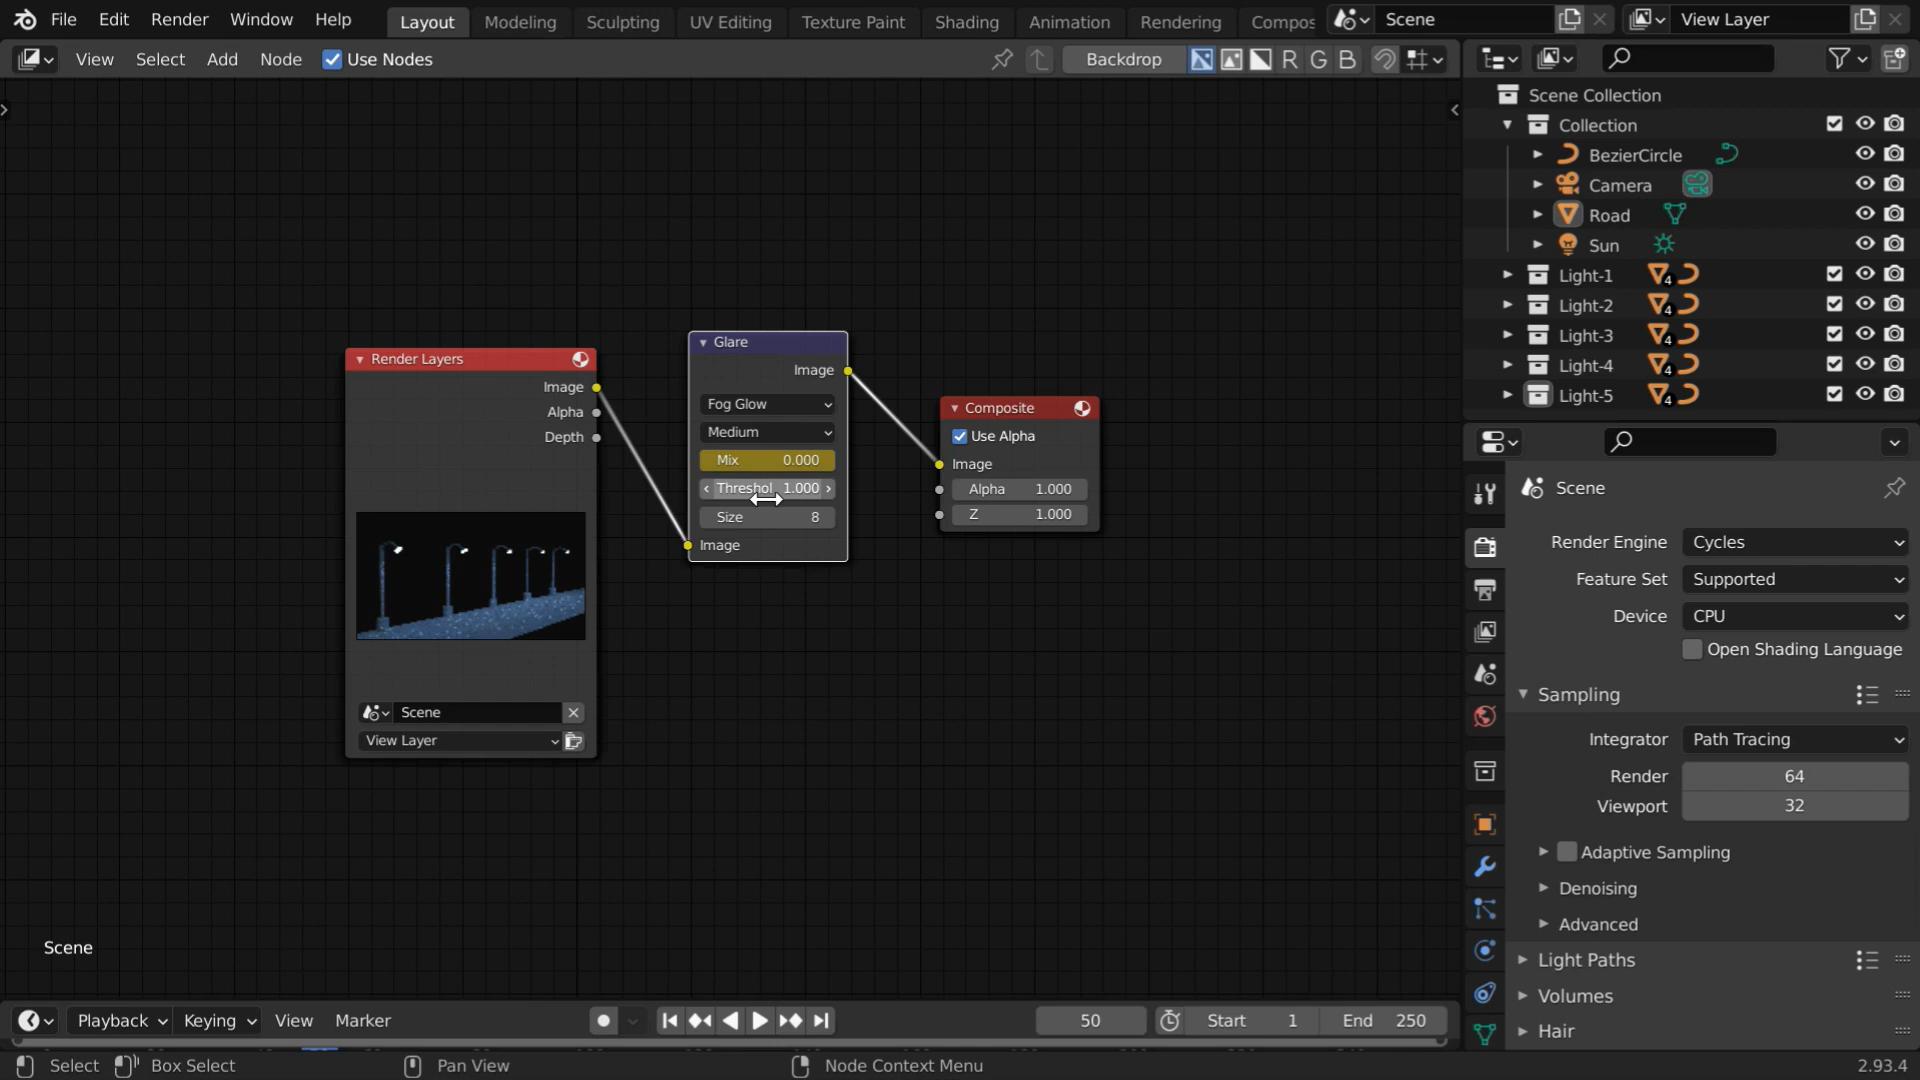 File Edit Render Window Help Layout Modeling Sculpting UV Editing Texture Paint Shading Animation Rendering Compos Scene View Layer
View Select Add Node Use Nodes Backdrop R G B
Scene Collection
Collection
BezierCircle
Camera
Road
Sun
Light-1 4
Light-2 4
Light-3 4
Light-4 4
Light-5 4
Render Layers
Image
Alpha
Depth
Scene
View Layer
Glare
Image
Fog Glow
Medium
Mix 0.000
Threshol 1.000
Size 8
Image
Composite
Use Alpha
Image
Alpha 1.000
Z 1.000
Scene
Render Engine Cycles
Feature Set Supported
Device CPU
Open Shading Language
Sampling
Integrator Path Tracing
Render 64
Viewport 32
Adaptive Sampling
Denoising
Advanced
Light Paths
Volumes
Hair
Scene
Playback Keying View Marker 50 Start 1 End 250
Select Box Select Pan View Node Context Menu 2.93.4